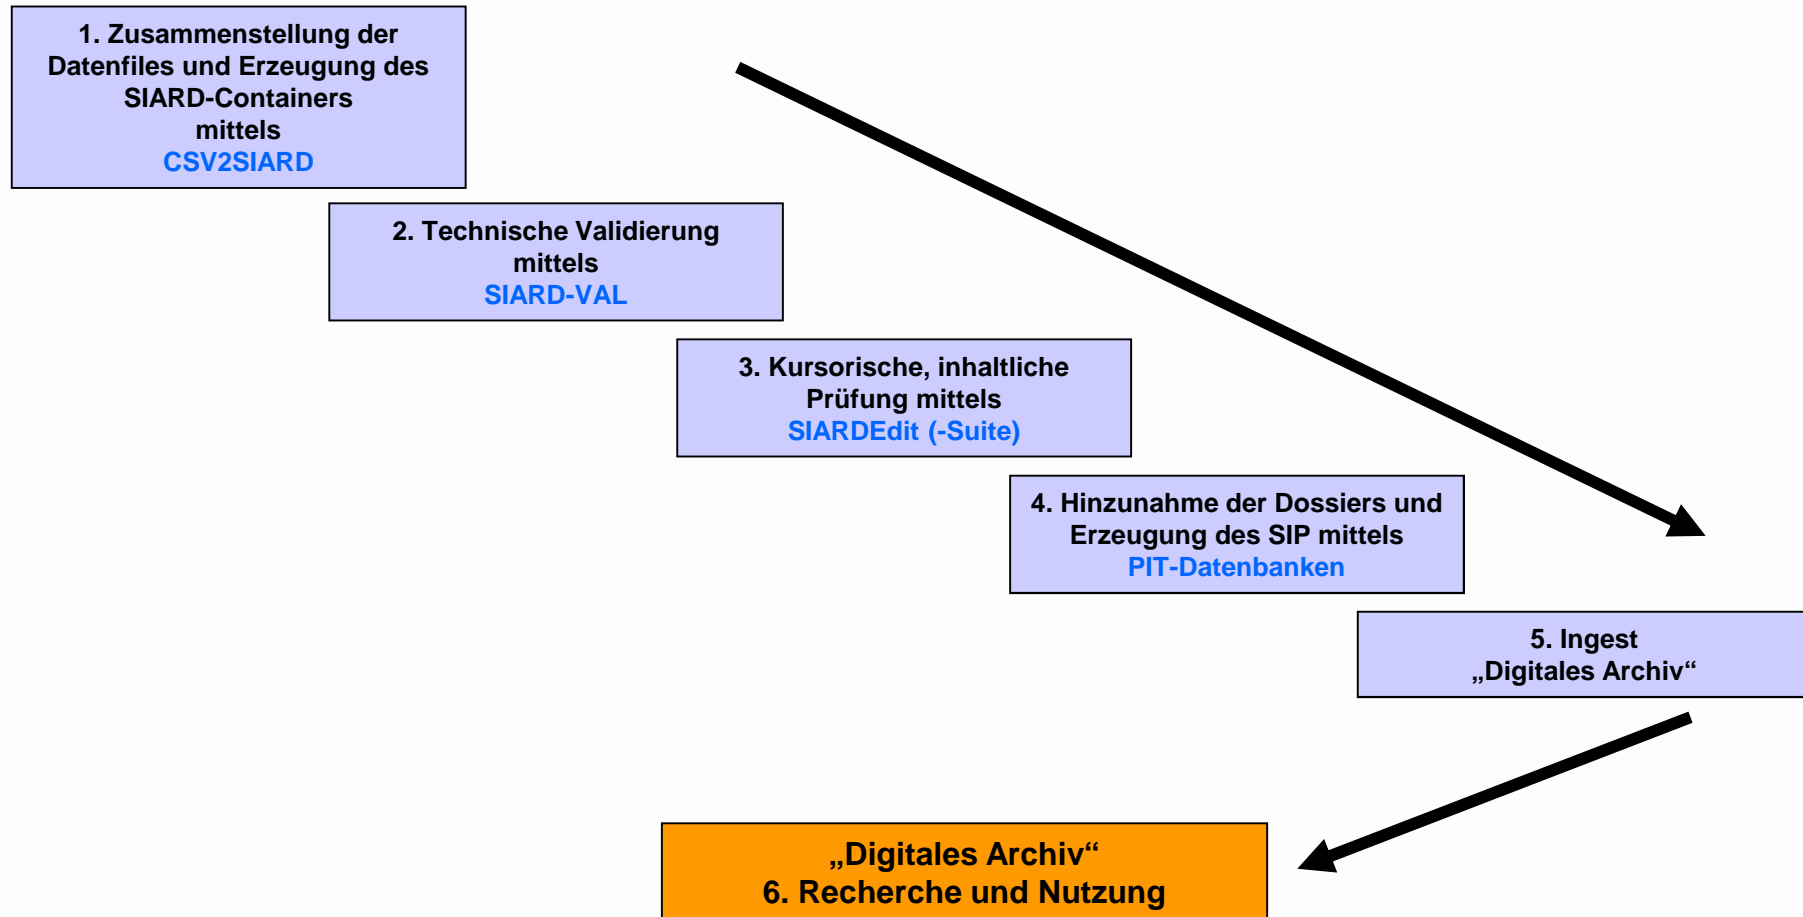 1. Zusammenstellung der
Datenfiles und Erzeugung des
SIARD-Containers
mittels
CSV2SIARD
2. Technische Validierung
mittels
SIARD-VAL
3. Kursorische, inhaltliche
Prüfung mittels
SIARDEdit (-Suite)
4. Hinzunahme der Dossiers und
Erzeugung des SIP mittels
PIT-Datenbanken
5. Ingest
„Digitales Archiv“
„Digitales Archiv“
6. Recherche und Nutzung